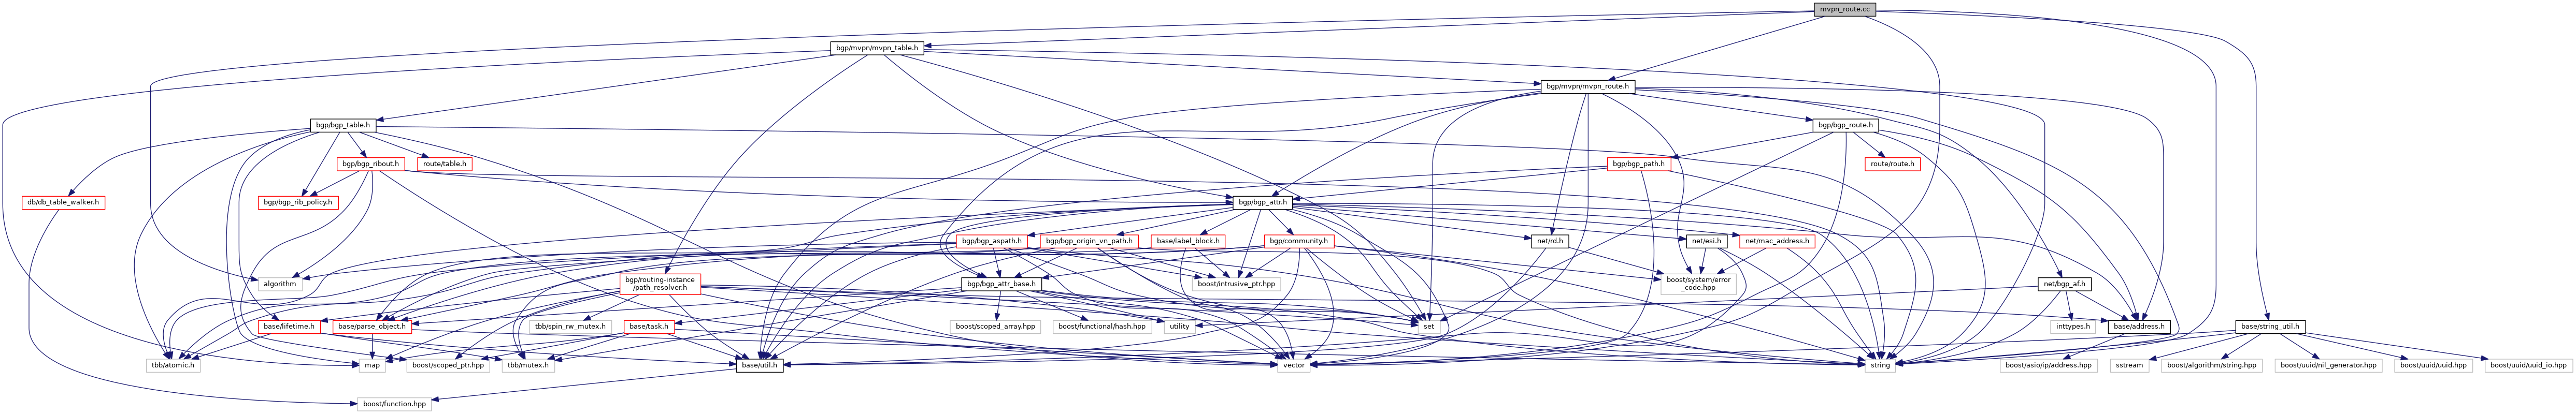 mvpn_route.cc
bgp/mvpn/mvpn_table.h
bgp/mvpn/mvpn_route.h
bgp/bgp_table.h
bgp/bgp_route.h
bgp/bgp_ribout.h
route/table.h
bgp/bgp_path.h
route/route.h
db/db_table_walker.h
bgp/bgp_rib_policy.h
bgp/bgp_attr.h
bgp/bgp_aspath.h
bgp/bgp_origin_vn_path.h
base/label_block.h
bgp/community.h
net/rd.h
net/esi.h
net/mac_address.h
algorithm
bgp/routing-instance
/path_resolver.h
bgp/bgp_attr_base.h
boost/intrusive_ptr.hpp
boost/system/error
_code.hpp
net/bgp_af.h
base/lifetime.h
base/parse_object.h
tbb/spin_rw_mutex.h
base/task.h
boost/scoped_array.hpp
boost/functional/hash.hpp
utility
set
inttypes.h
base/address.h
base/string_util.h
tbb/atomic.h
map
boost/scoped_ptr.hpp
tbb/mutex.h
base/util.h
vector
string
boost/asio/ip/address.hpp
sstream
boost/algorithm/string.hpp
boost/uuid/nil_generator.hpp
boost/uuid/uuid.hpp
boost/uuid/uuid_io.hpp
boost/function.hpp